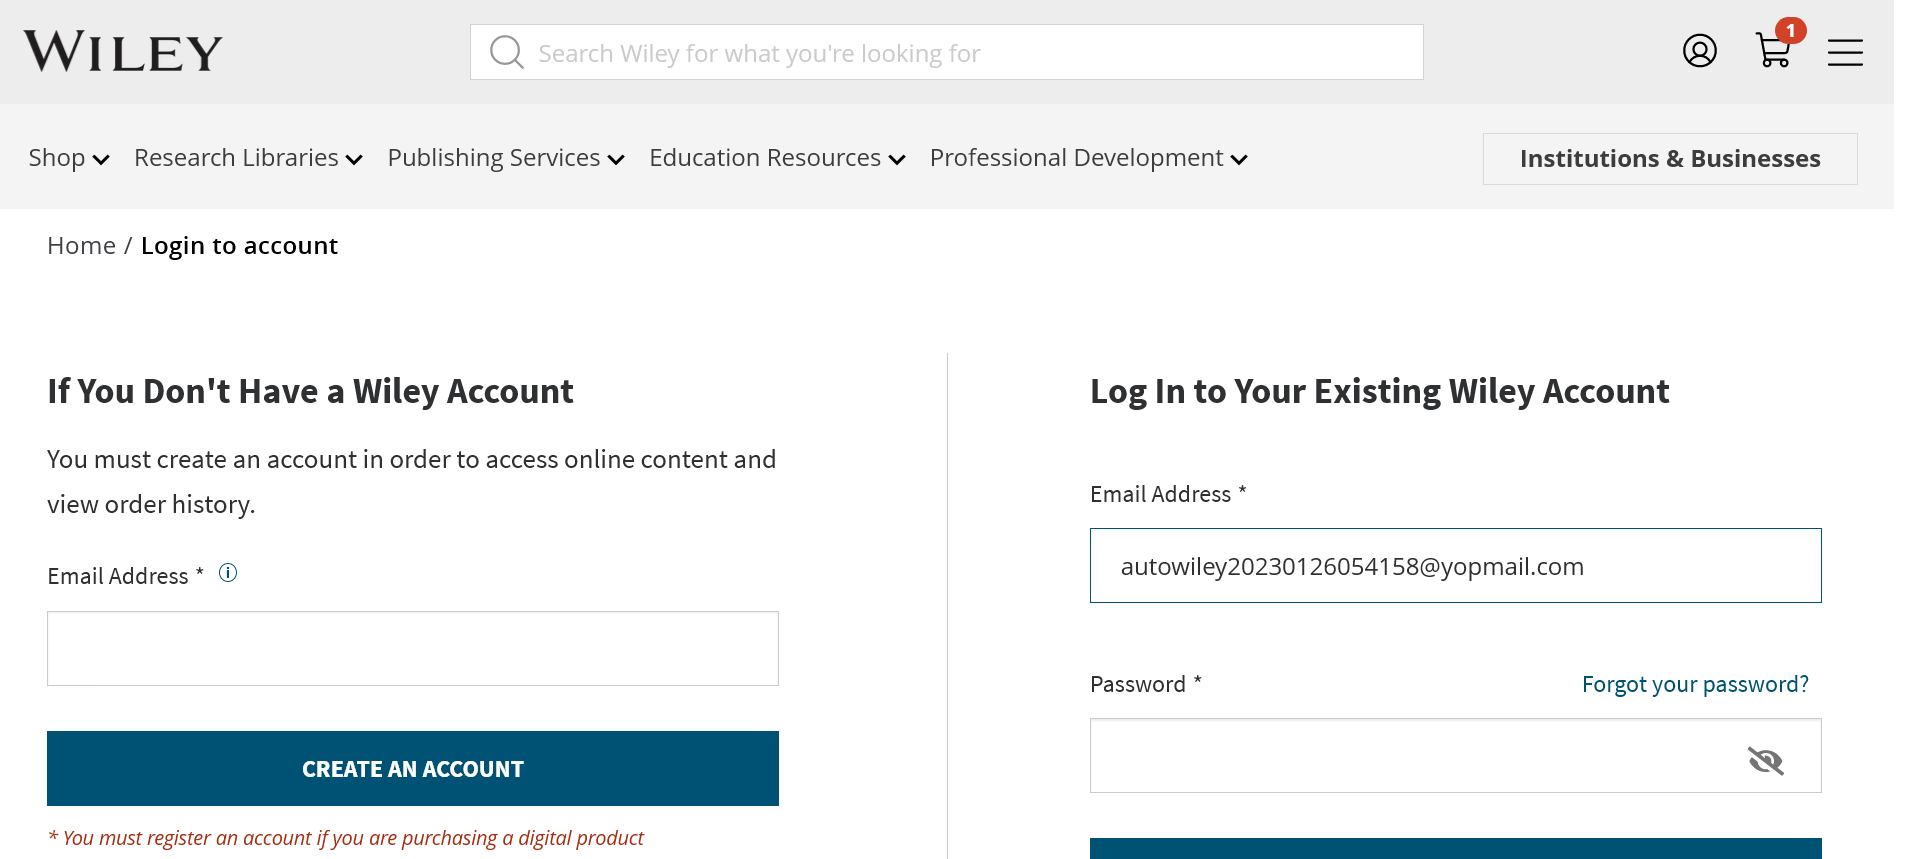 WILEY
Search Wiley for what you're looking for
1
Shop
Research Libraries
Publishing Services
Education Resources
Professional Development
Institutions & Businesses
Home / Login to account
If You Don't Have a Wiley Account
You must create an account in order to access online content and
view order history.
Email Address *
CREATE AN ACCOUNT
* You must register an account if you are purchasing a digital product
Log In to Your Existing Wiley Account
Email Address *
autowiley20230126054158@yopmail.com
Password *
Forgot your password?